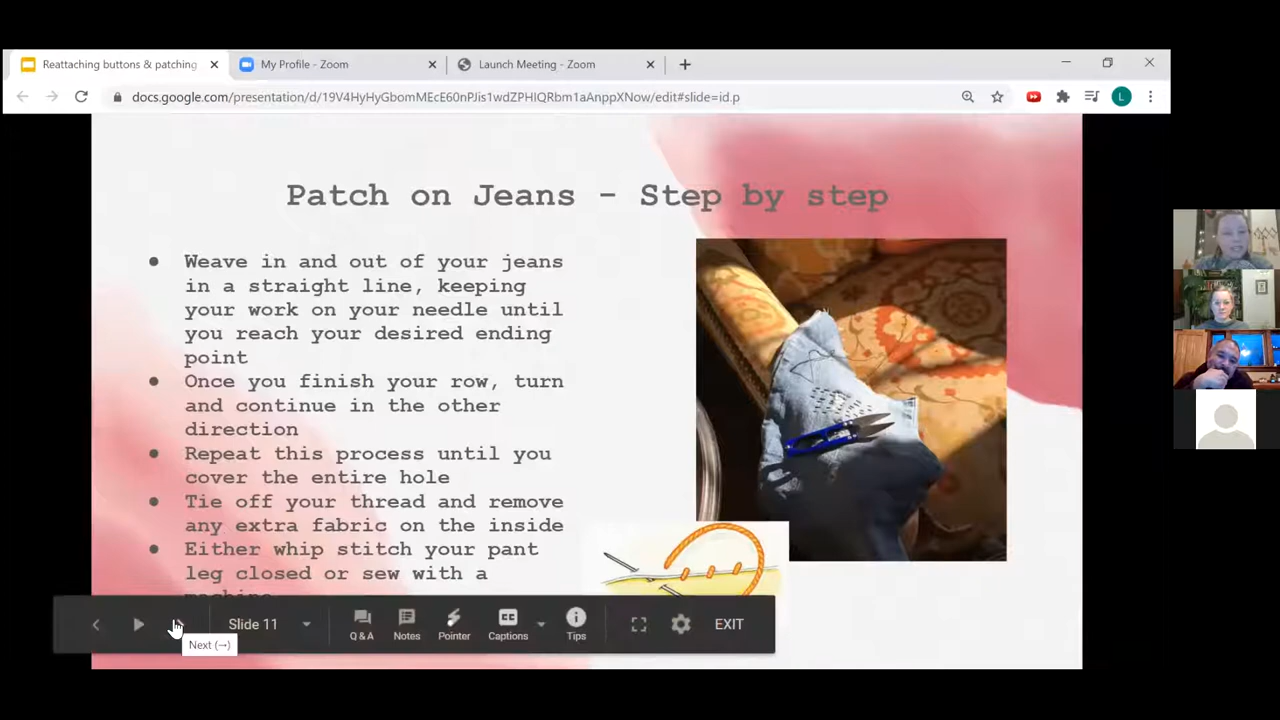 Reattaching buttons & patching
My Profile - Zoom
Launch Meeting - Zoom
docs.google.com/presentation/d/19V4HyHyGbomMEcE60nPJis1wdZPHIQRbm1aAnppXNow/edit#slide=id.p
L
Patch on Jeans - Step by step
● Weave in and out of your jeans
in a straight line, keeping
your work on your needle until
you reach your desired ending
point
● Once you finish your row, turn
and continue in the other
direction
● Repeat this process until you
cover the entire hole
● Tie off your thread and remove
any extra fabric on the inside
● Either whip stitch your pant
leg closed or sew with a
machine
Slide 11
Q & A
Notes
Pointer
CC
Captions
Tips
EXIT
Next (→)